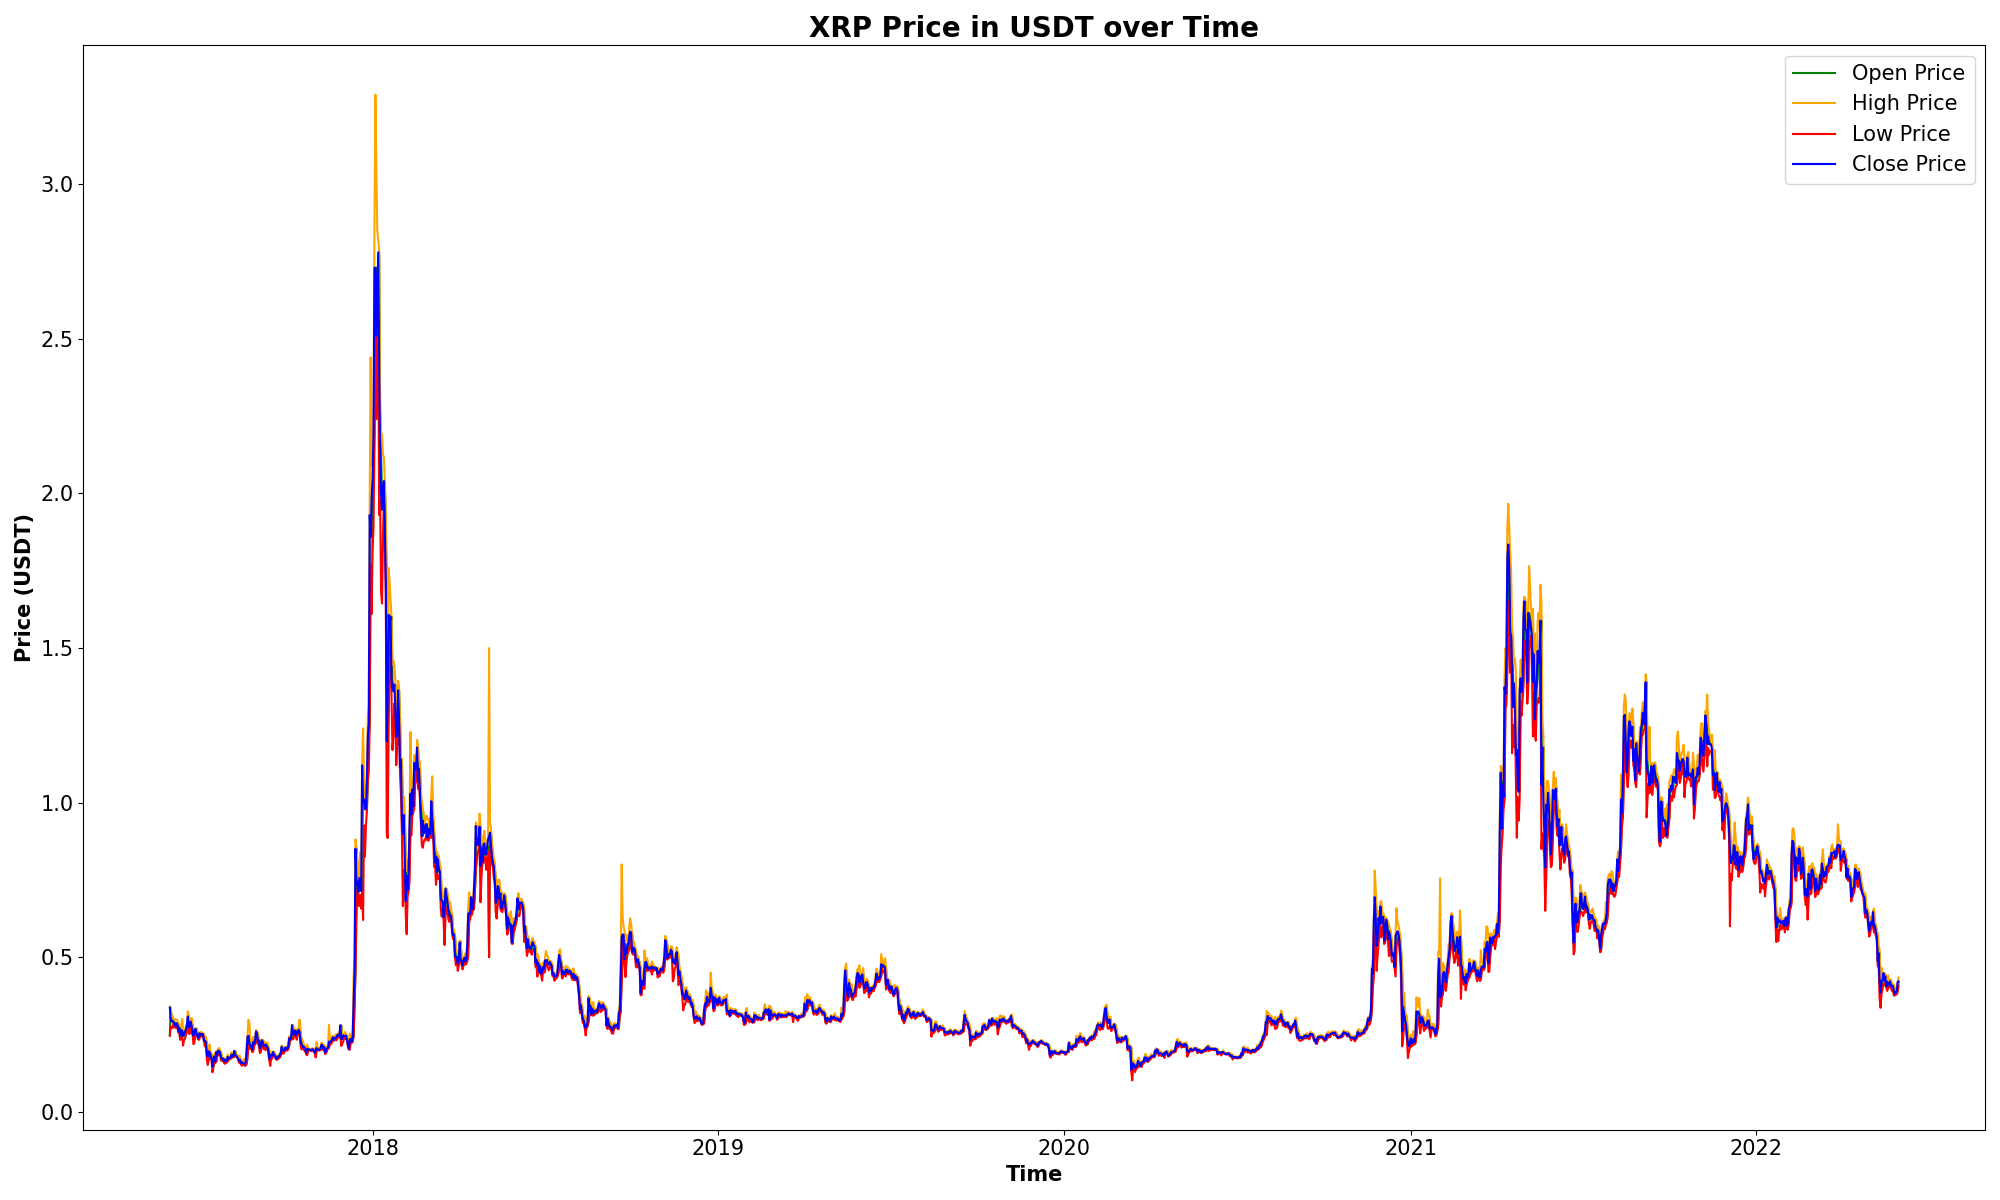 XRP Price in USDT over Time
Open Price
High Price
Low Price
Close Price
Price (USDT)
3.0
2.5
2.0
1.5
1.0
0.5
0.0
2018
2019
2020
2021
2022
Time